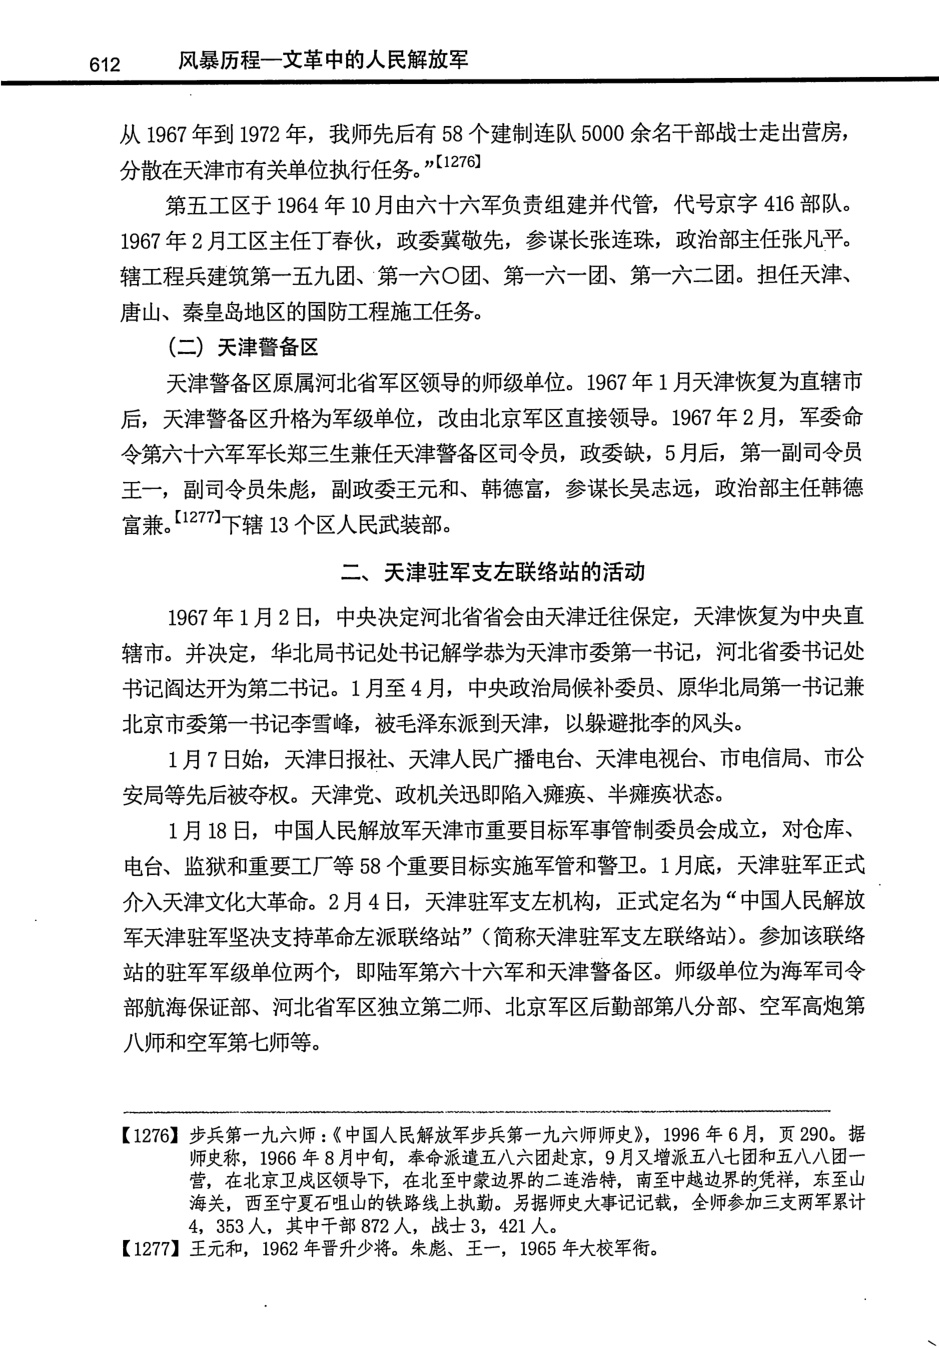 612 风暴历程—文革中的人民解放军
从 1967 年到 1972 年，我师先后有 58 个建制连队 5000 余名干部战士走出营房，
分散在天津市有关单位执行任务。”【1276】
第五工区于 1964 年 10 月由六十六军负责组建并代管，代号京字 416 部队。
1967 年 2 月工区主任丁春伙，政委冀敬先，参谋长张连珠，政治部主任张凡平。
辖工程兵建筑第一五九团、第一六〇团、第一六一团、第一六二团。担任天津、
唐山、秦皇岛地区的国防工程施工任务。
（二）天津警备区
天津警备区原属河北省军区领导的师级单位。1967 年 1 月天津恢复为直辖市
后，天津警备区升格为军级单位，改由北京军区直接领导。1967 年 2 月，军委命
令第六十六军军长郑三生兼任天津警备区司令员，政委缺，5 月后，第一副司令员
王一，副司令员朱彪，副政委王元和、韩德富，参谋长吴志远，政治部主任韩德
富兼。【1277】下辖 13 个区人民武装部。
二、天津驻军支左联络站的活动
1967 年 1 月 2 日，中央决定河北省省会由天津迁往保定，天津恢复为中央直
辖市。并决定，华北局书记处书记解学恭为天津市委第一书记，河北省委书记处
书记阎达开为第二书记。1 月至 4 月，中央政治局候补委员、原华北局第一书记兼
北京市委第一书记李雪峰，被毛泽东派到天津，以躲避批李的风头。
1 月 7 日始，天津日报社、天津人民广播电台、天津电视台、市电信局、市公
安局等先后被夺权。天津党、政机关迅即陷入瘫痪、半瘫痪状态。
1 月 18 日，中国人民解放军天津市重要目标军事管制委员会成立，对仓库、
电台、监狱和重要工厂等 58 个重要目标实施军管和警卫。1 月底，天津驻军正式
介入天津文化大革命。2 月 4 日，天津驻军支左机构，正式定名为“中国人民解放
军天津驻军坚决支持革命左派联络站”（简称天津驻军支左联络站）。参加该联络
站的驻军军级单位两个，即陆军第六十六军和天津警备区。师级单位为海军司令
部航海保证部、河北省军区独立第二师、北京军区后勤部第八分部、空军高炮第
八师和空军第七师等。
【1276】步兵第一九六师：《中国人民解放军步兵第一九六师师史》，1996 年 6 月，页 290。据
师史称，1966 年 8 月中旬，奉命派遣五八六团赴京，9 月又增派五八七团和五八八团一
营，在北京卫戍区领导下，在北至中蒙边界的二连浩特，南至中越边界的凭祥，东至山
海关，西至宁夏石咀山的铁路线上执勤。另据师史大事记记载，全师参加三支两军累计
4，353 人，其中干部 872 人，战士 3，421 人。
【1277】王元和，1962 年晋升少将。朱彪、王一，1965 年大校军衔。